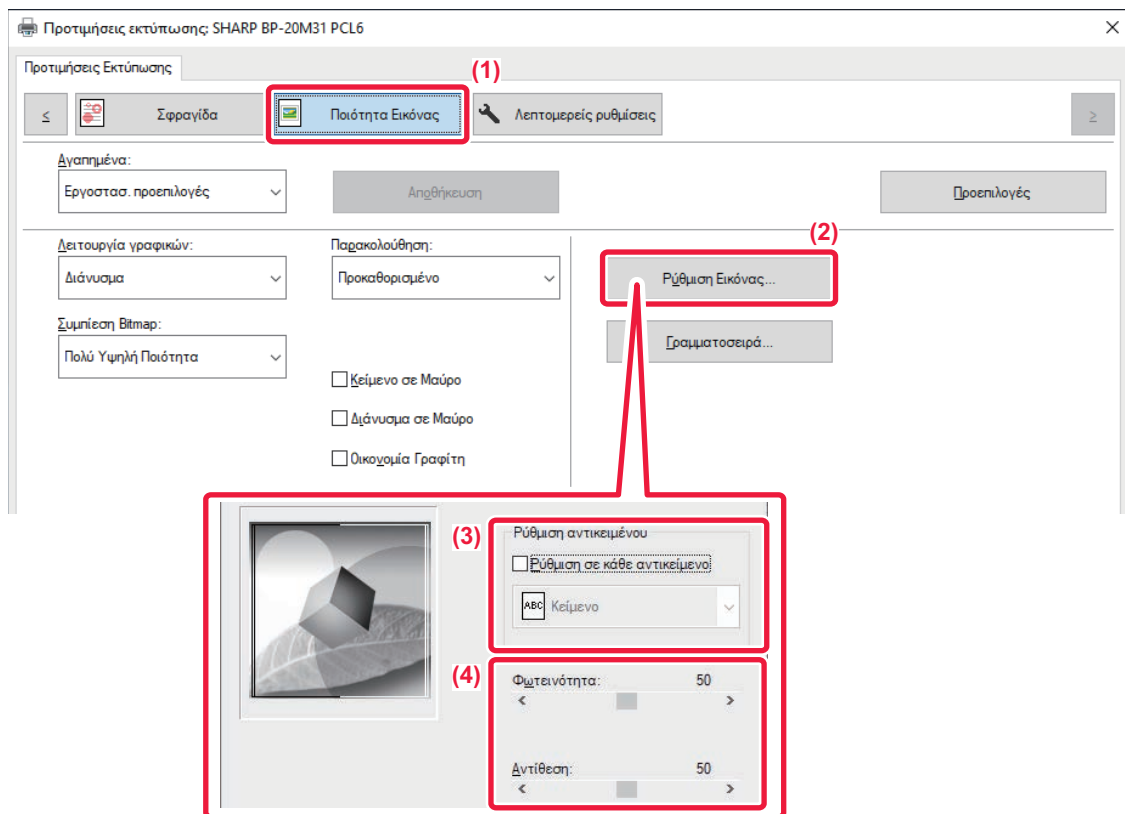 Προτιμήσεις εκτύπωσης: SHARP BP-20M31 PCL6
Προτιμήσεις Εκτύπωσης
(1)
< Σφραγίδα Ποιότητα Εικόνας Λεπτομερείς ρυθμίσεις >
Αγαπημένα:
Εργοστασ. προεπιλογές Αποθήκευση Προεπιλογές
Λειτουργία γραφικών: Παρακολούθηση: (2)
Διάνυσμα Προκαθορισμένο Ρύθμιση Εικόνας...
Συμπίεση Bitmap:
Πολύ Υψηλή Ποιότητα Γραμματοσειρά...
Κείμενο σε Μαύρο
Διάνυσμα σε Μαύρο
Οικονομία Γραφίτη
(3) Ρύθμιση αντικειμένου
Ρύθμιση σε κάθε αντικείμενο
ABC Κείμενο
(4) Φωτεινότητα: 50
< >
Αντίθεση: 50
< >